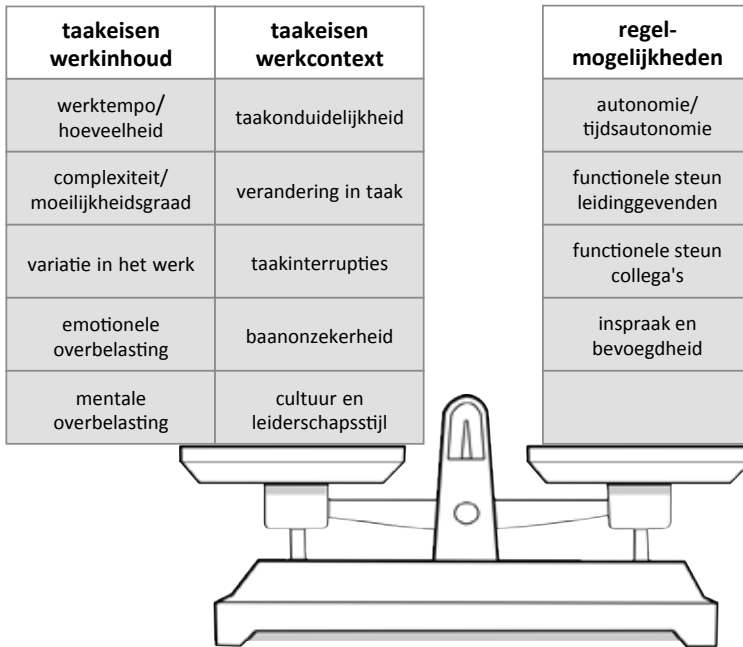 taakeisen
werkinhoud
taakeisen
werkcontext
regel-
mogelijkheden
werktempo/
hoeveelheid
taakonduidelijkheid
autonomie/
tijdsautonomie
complexiteit/
moeilijkheidsgraad
verandering in taak
functionele steun
leidinggevenden
variatie in het werk
taakinterrupties
functionele steun
collega's
emotionele
overbelasting
baanonzekerheid
inspraak en
bevoegdheid
mentale
overbelasting
cultuur en
leiderschapsstijl